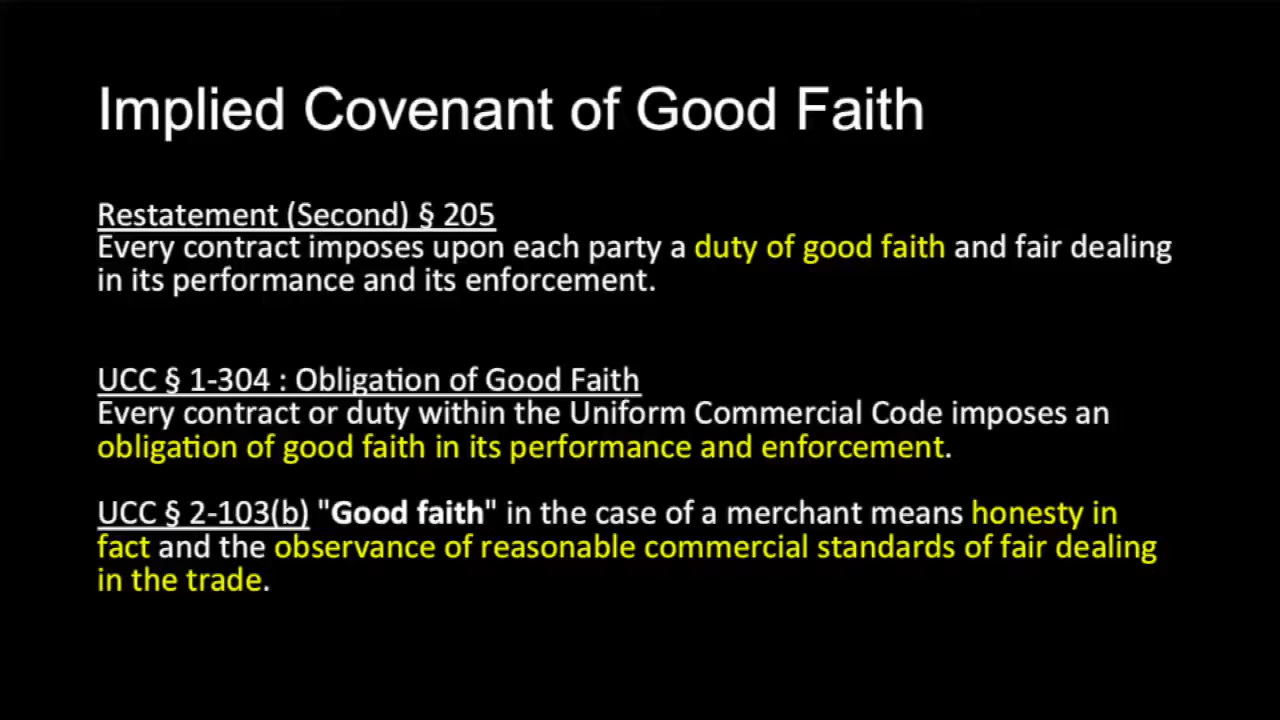 Implied Covenant of Good Faith
Restatement (Second) § 205
Every contract imposes upon each party a duty of good faith and fair dealing
in its performance and its enforcement.
UCC § 1-304 : Obligation of Good Faith
Every contract or duty within the Uniform Commercial Code imposes an
obligation of good faith in its performance and enforcement.
UCC § 2-103(b) "Good faith" in the case of a merchant means honesty in
fact and the observance of reasonable commercial standards of fair dealing
in the trade.